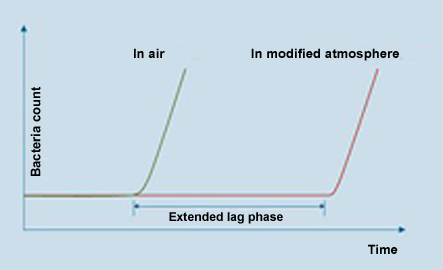 In air
In modified atmosphere
Bacteria count
Extended lag phase
Time